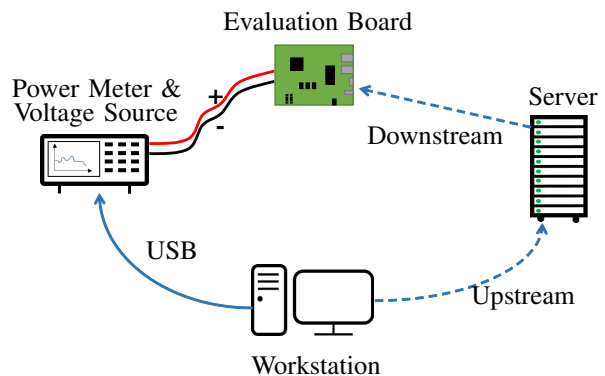 Evaluation Board
Power Meter &
Voltage Source
+
-
Server
Downstream
USB
Upstream
Workstation